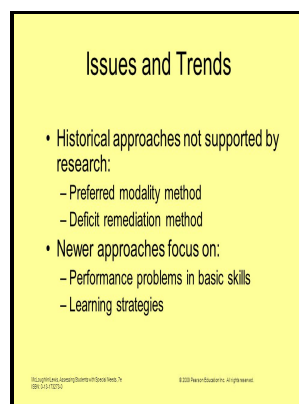 Issues and Trends
• Historical approaches not supported by
research:
– Preferred modality method
– Deficit remediation method
• Newer approaches focus on:
– Performance problems in basic skills
– Learning strategies
McLoughlin/Lewis, Assessing Students with Special Needs, 7e
© 2008 Pearson Education Inc. All rights reserved.